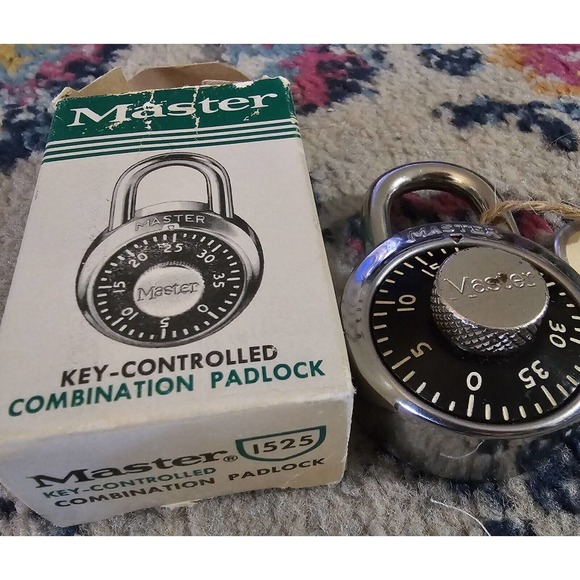 Master
MASTER
20 25 30
15 35
10 5 0
Master
KEY-CONTROLLED
COMBINATION PADLOCK
Master® 1525
KEY-CONTROLLED
COMBINATION PADLOCK
MASTER
15
10
5
0
35
30
Master